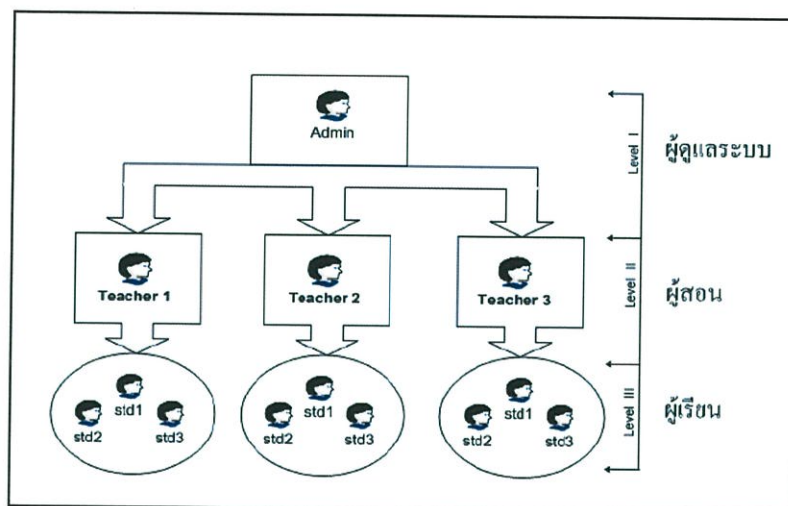 Admin
Level I
ผู้ดูแลระบบ
Teacher 1
Teacher 2
Teacher 3
Level II
ผู้สอน
std1
std2
std3
std1
std2
std3
std1
std2
std3
Level III
ผู้เรียน